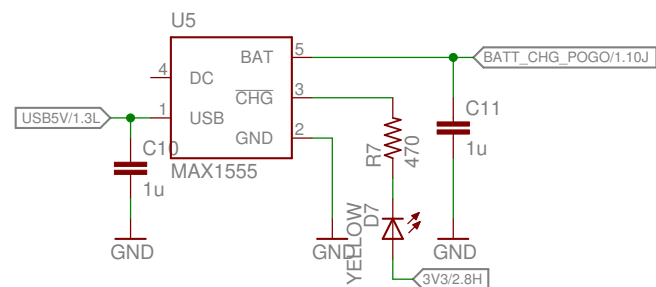 U5
BAT
5
BATT_CHG_POGO/1.10J
4
DC
CHG
3
USB5V/1.3L
1
USB
C11
GND
2
C10
R7
470
1u
1u
MAX1555
YELLOW
D7
GND
GND
GND
3V3/2.8H